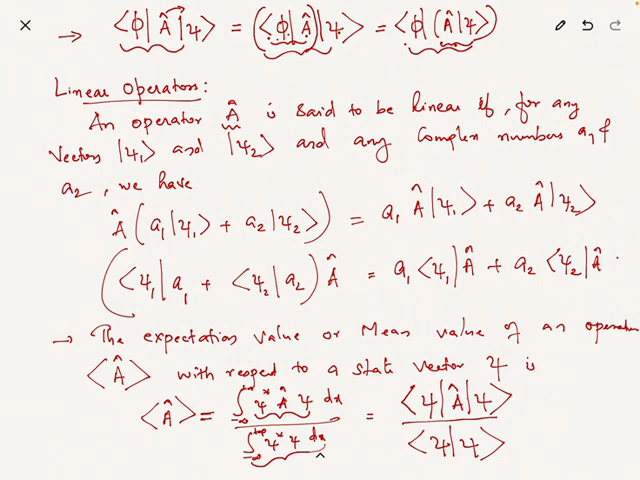 → ⟨ϕ|Â|ψ⟩ = (⟨ϕ|Â)|ψ⟩ = ⟨ϕ|(Â|ψ⟩)
Linear Operators:
An operator Â is said to be linear if, for any
vectors |ψ₁⟩ and |ψ₂⟩ and any complex numbers a₁ &
a₂, we have
Â(a₁|ψ₁⟩ + a₂|ψ₂⟩) = a₁Â|ψ₁⟩ + a₂Â|ψ₂⟩
(⟨ψ₁|a₁ + ⟨ψ₂|a₂)Â = a₁⟨ψ₁|Â + a₂⟨ψ₂|Â.
→ The expectation value or Mean value of an operator
⟨Â⟩ with respect to a state vector ψ is
⟨Â⟩ = ∫_{-∞}^{+∞} ψ* Â ψ dx / ∫_{-∞}^{+∞} ψ* ψ dx = ⟨ψ|Â|ψ⟩ / ⟨ψ|ψ⟩